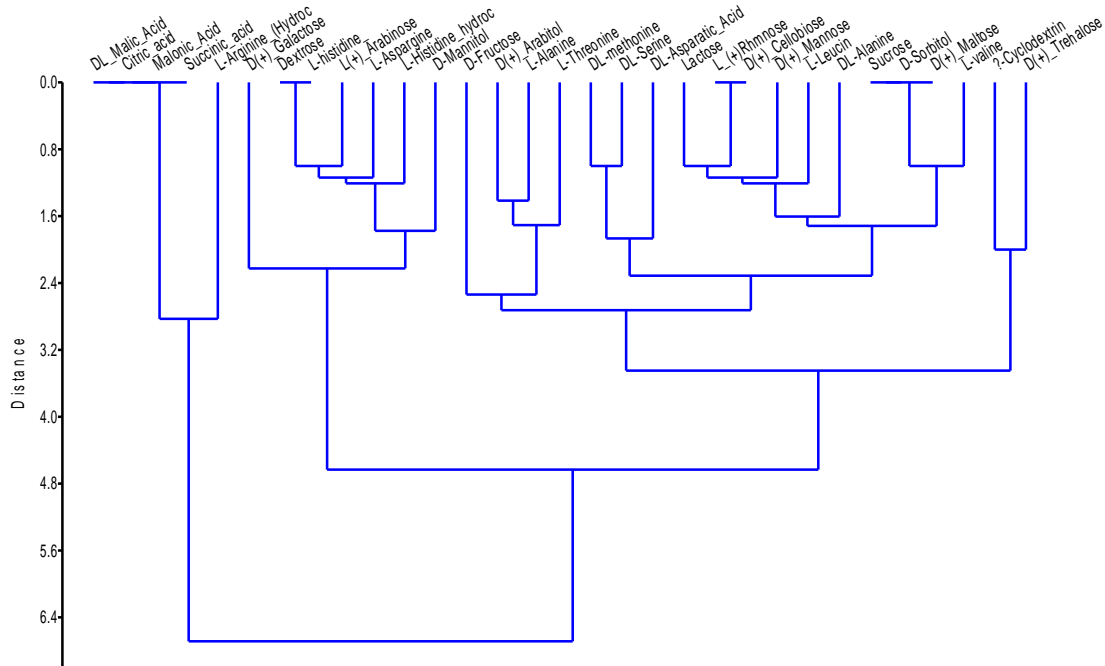 DL_ Malic_Acid
Citric_acid
Malonic_Acid
Succinic_acid
L-Arginine_(Hydroc
D(+)_Galactose
Dextrose
L-histidine
L(+)_Arabinose
L-Aspargine
L-Histidine_hydroc
D-Mannitol
D-Fructose
D(+)_Arabitol
L-Alanine
L-Threonine
DL-methonine
DL-Serine
DL-Asparatic_Acid
Lactose
L_(+)Rhmnose
D(+)_Cellobiose
D(+)_Mannose
L-Leucin
DL-Alanine
Sucrose
D-Sorbitol
D(+)_Maltose
L-valine
?-Cyclodextrin
D(+)_Trehalose
0.0
0.8
1.6
2.4
3.2
4.0
4.8
5.6
6.4
Distance